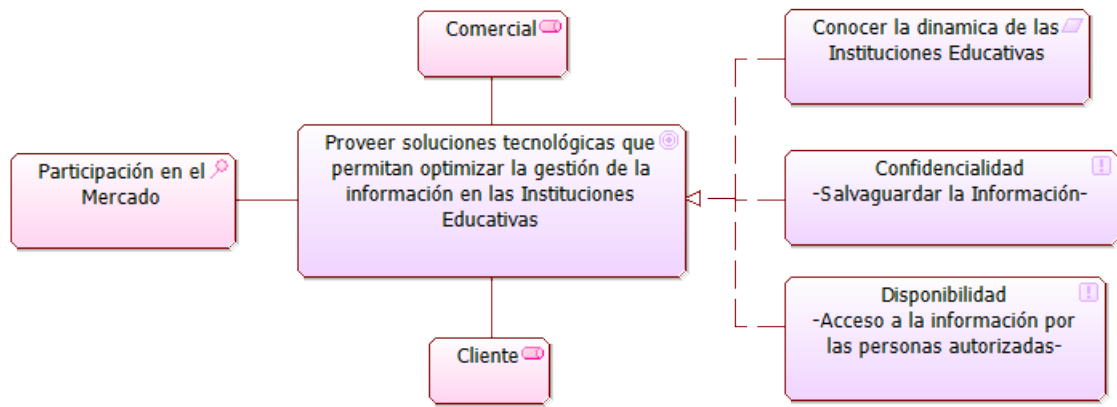 Comercial
Conocer la dinamica de las
Instituciones Educativas
Participación en el
Mercado
Proveer soluciones tecnológicas que
permitan optimizar la gestión de la
información en las Instituciones
Educativas
Confidencialidad
-Salvaguardar la Información-
Disponibilidad
-Acceso a la información por
las personas autorizadas-
Cliente